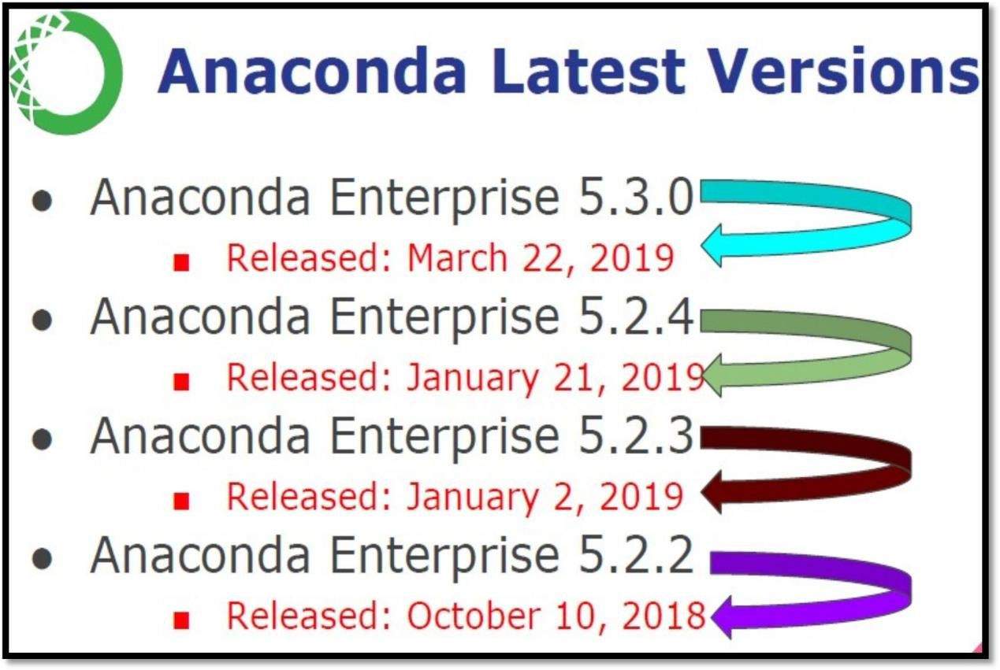 Anaconda Latest Versions
● Anaconda Enterprise 5.3.0
■ Released: March 22, 2019
● Anaconda Enterprise 5.2.4
■ Released: January 21, 2019
● Anaconda Enterprise 5.2.3
■ Released: January 2, 2019
● Anaconda Enterprise 5.2.2
■ Released: October 10, 2018